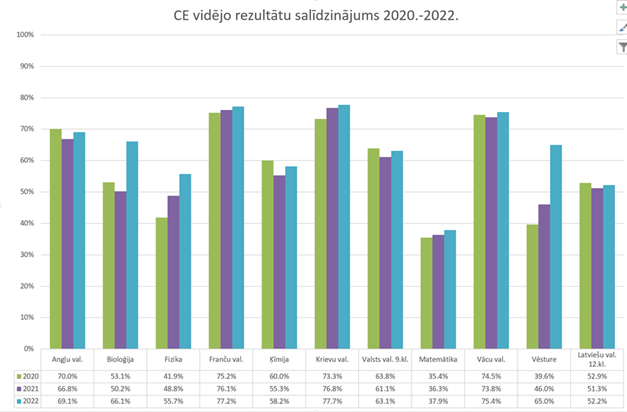 CE vidējo rezultātu salīdzinājums 2020.-2022.
100%
90%
80%
70%
60%
50%
40%
30%
20%
10%
0%
Angļu val. Bioloģija Fizika Franču val. Ķīmija Krievu val. Valsts val. 9.kl. Matemātika Vācu val. Vēsture Latviešu val.
12.kl.
2020 70.0% 53.1% 41.9% 75.2% 60.0% 73.3% 63.8% 35.4% 74.5% 39.6% 52.9%
2021 66.8% 50.2% 48.8% 76.1% 55.3% 76.8% 61.1% 36.3% 73.8% 46.0% 51.3%
2022 69.1% 66.1% 55.7% 77.2% 58.2% 77.7% 63.1% 37.9% 75.4% 65.0% 52.2%